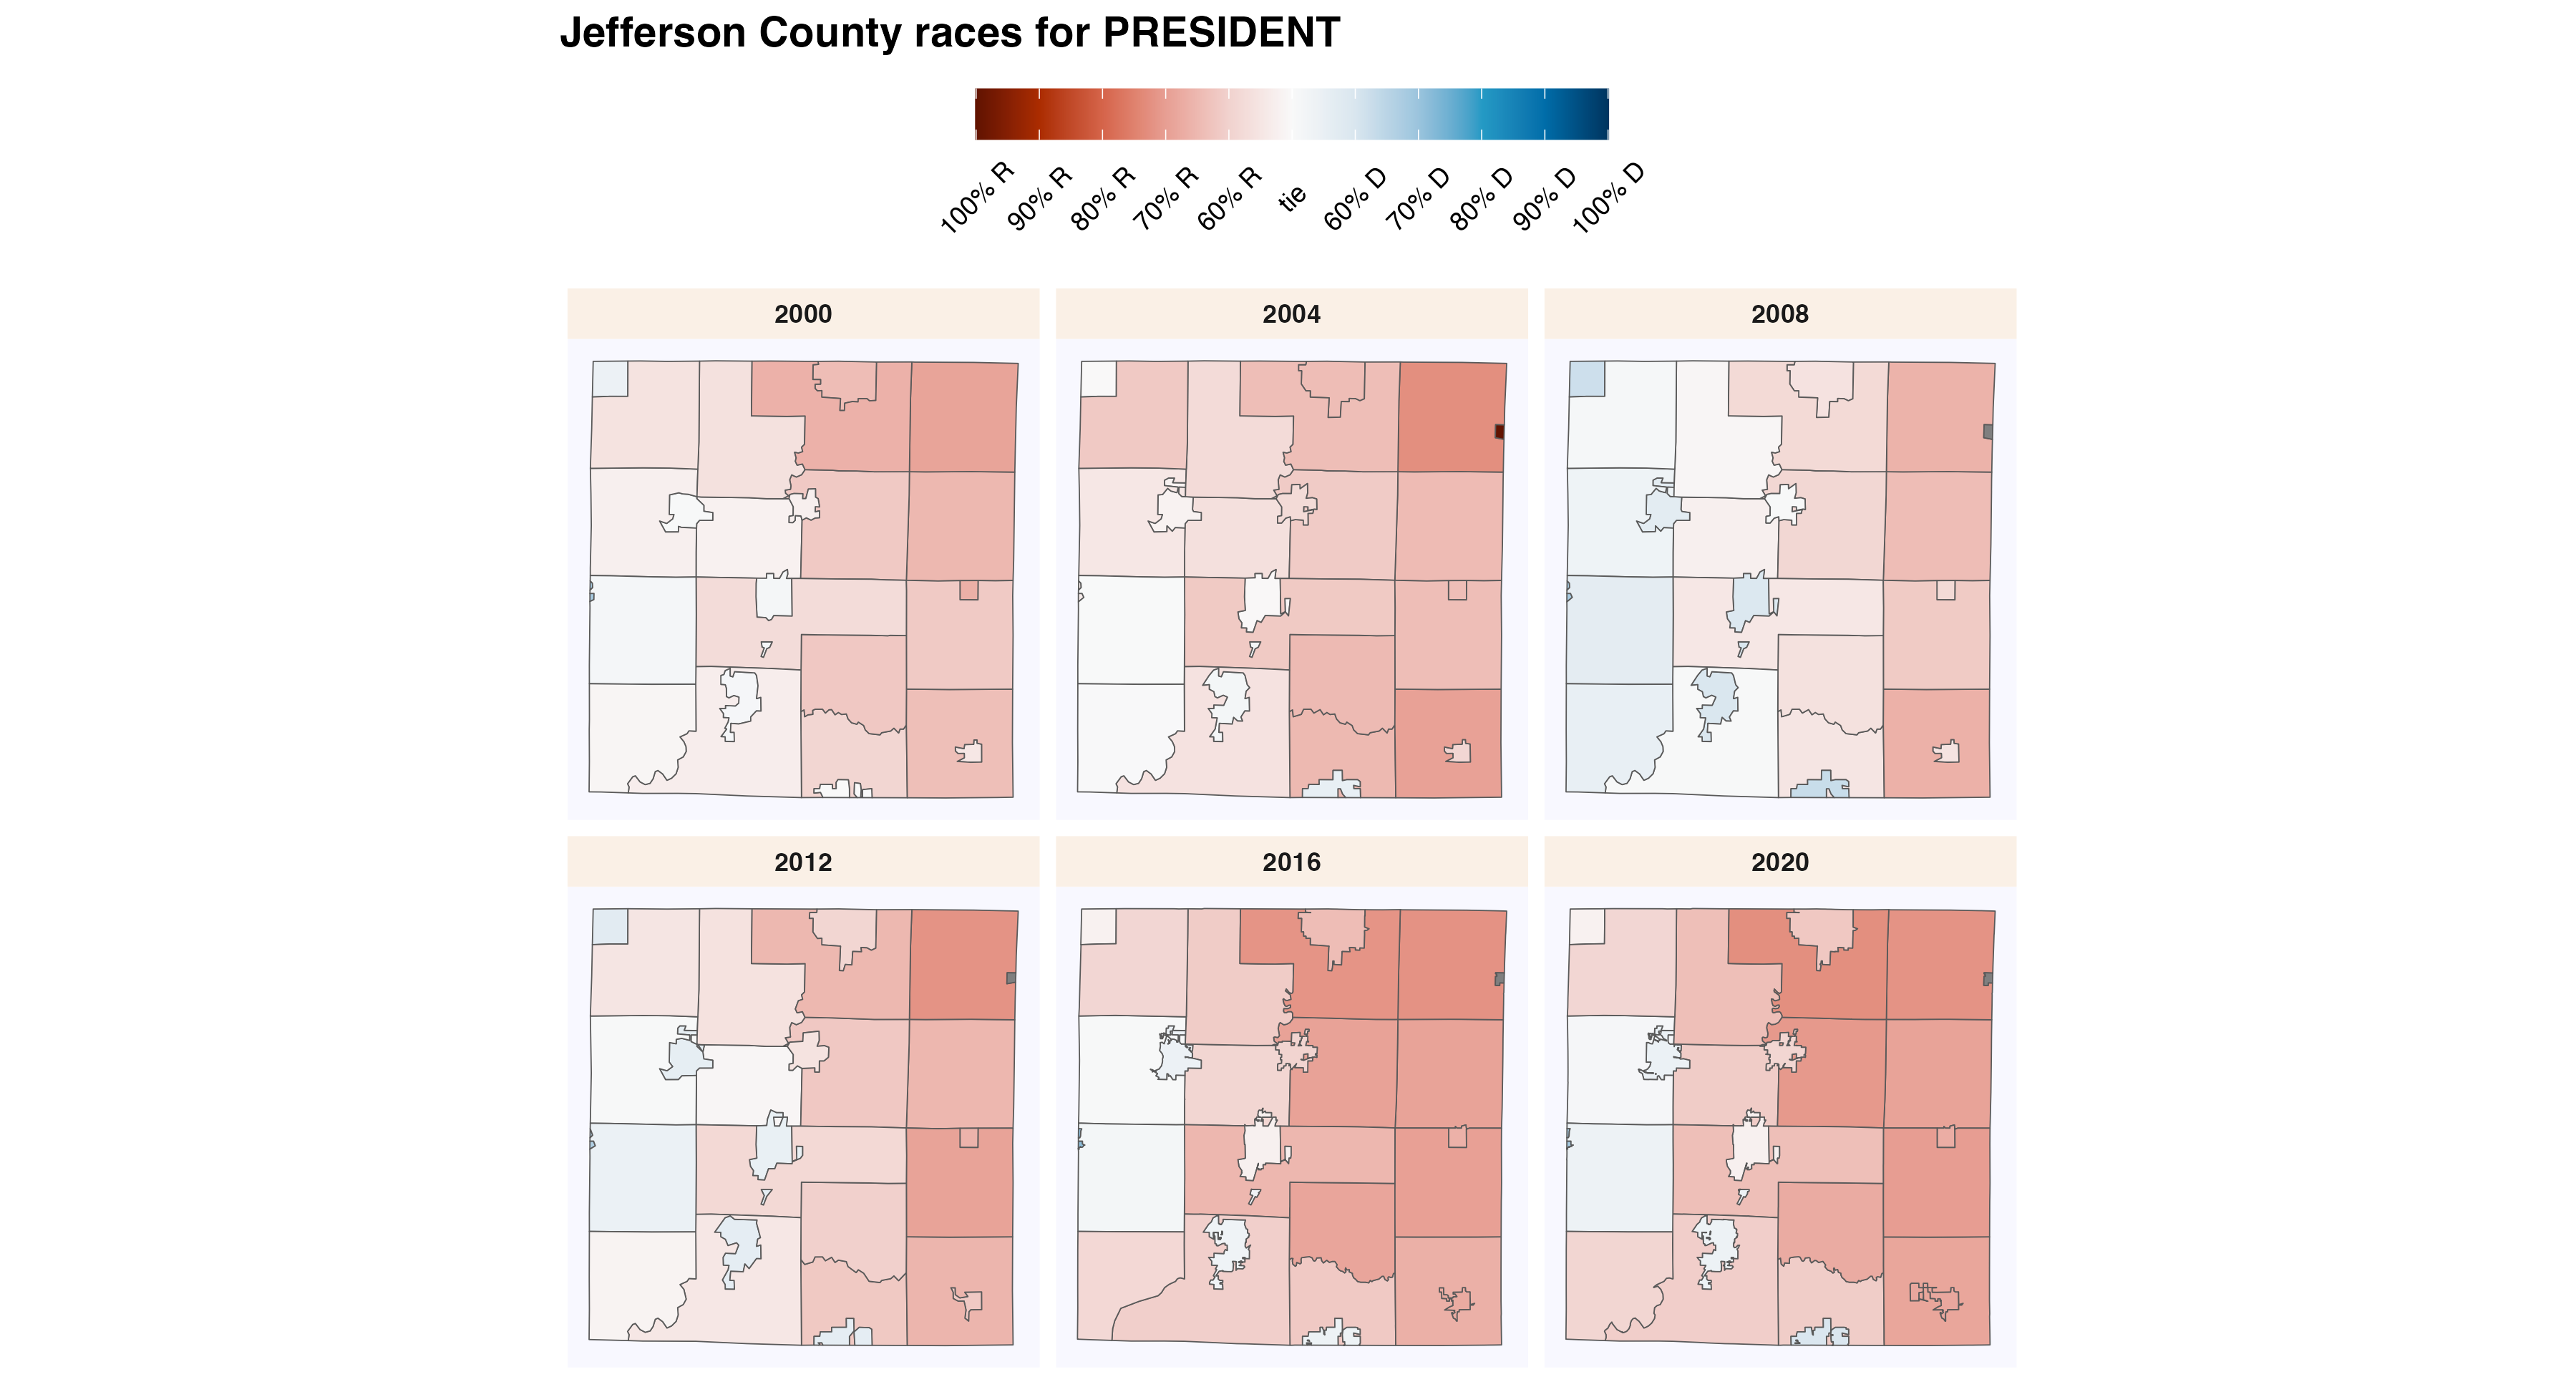 Jefferson County races for PRESIDENT
100% R
90% R
80% R
70% R
60% R
tie
60% D
70% D
80% D
90% D
100% D
2000
2004
2008
2012
2016
2020